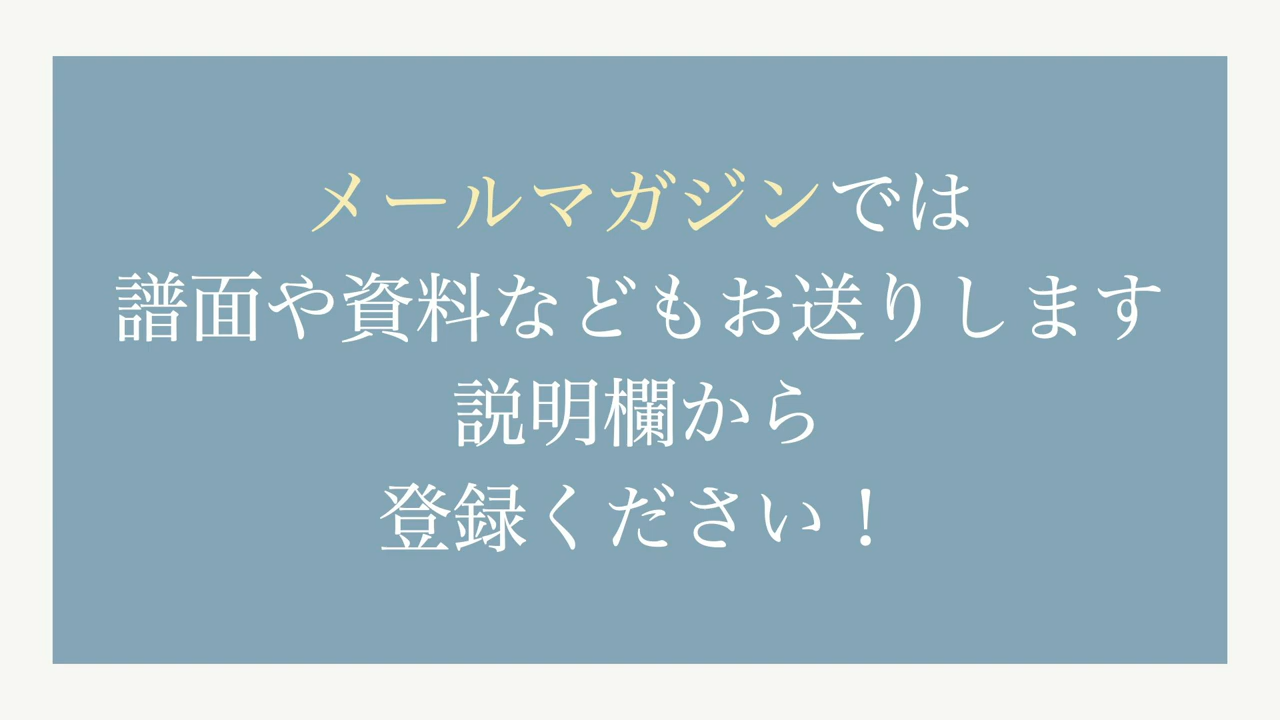 メールマガジンでは
譜面や資料などもお送りします
説明欄から
登録ください！